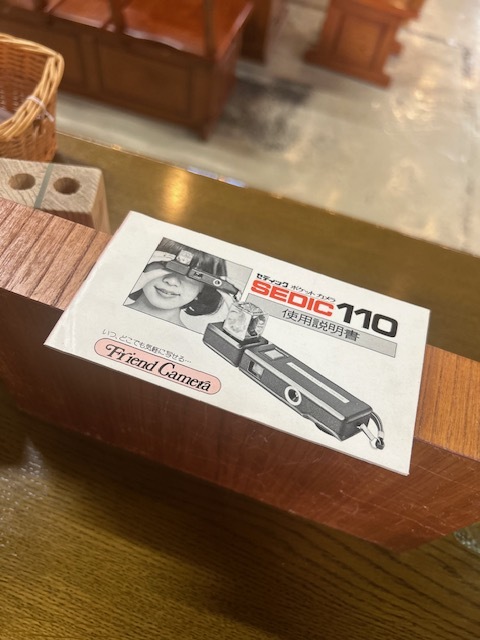 セディック ポケットカメラ
SEDIC 110
使用説明書
いつ、どこでも気軽に写せる…
Friend Camera